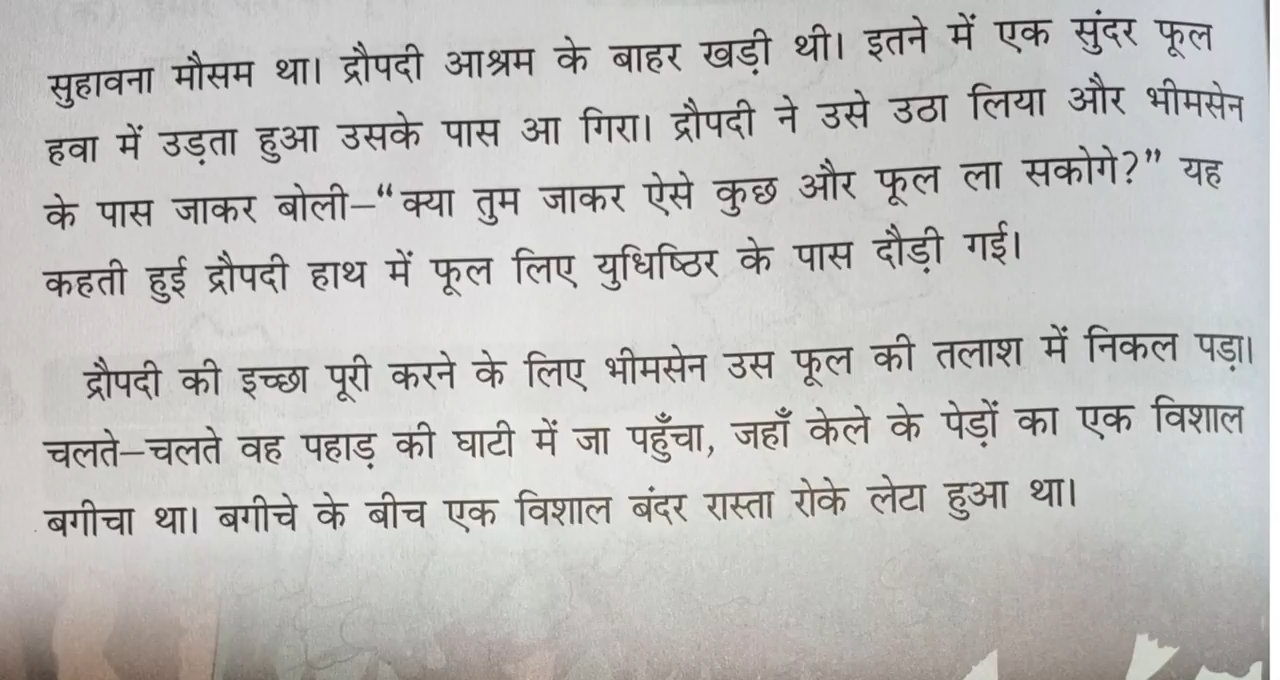 सुहावना मौसम था। द्रौपदी आश्रम के बाहर खड़ी थी। इतने में एक सुंदर फूल
हवा में उड़ता हुआ उसके पास आ गिरा। द्रौपदी ने उसे उठा लिया और भीमसेन
के पास जाकर बोली–“क्या तुम जाकर ऐसे कुछ और फूल ला सकोगे?” यह
कहती हुई द्रौपदी हाथ में फूल लिए युधिष्ठिर के पास दौड़ी गई।
द्रौपदी की इच्छा पूरी करने के लिए भीमसेन उस फूल की तलाश में निकल पड़ा।
चलते–चलते वह पहाड़ की घाटी में जा पहुँचा, जहाँ केले के पेड़ों का एक विशाल
बगीचा था। बगीचे के बीच एक विशाल बंदर रास्ता रोके लेटा हुआ था।